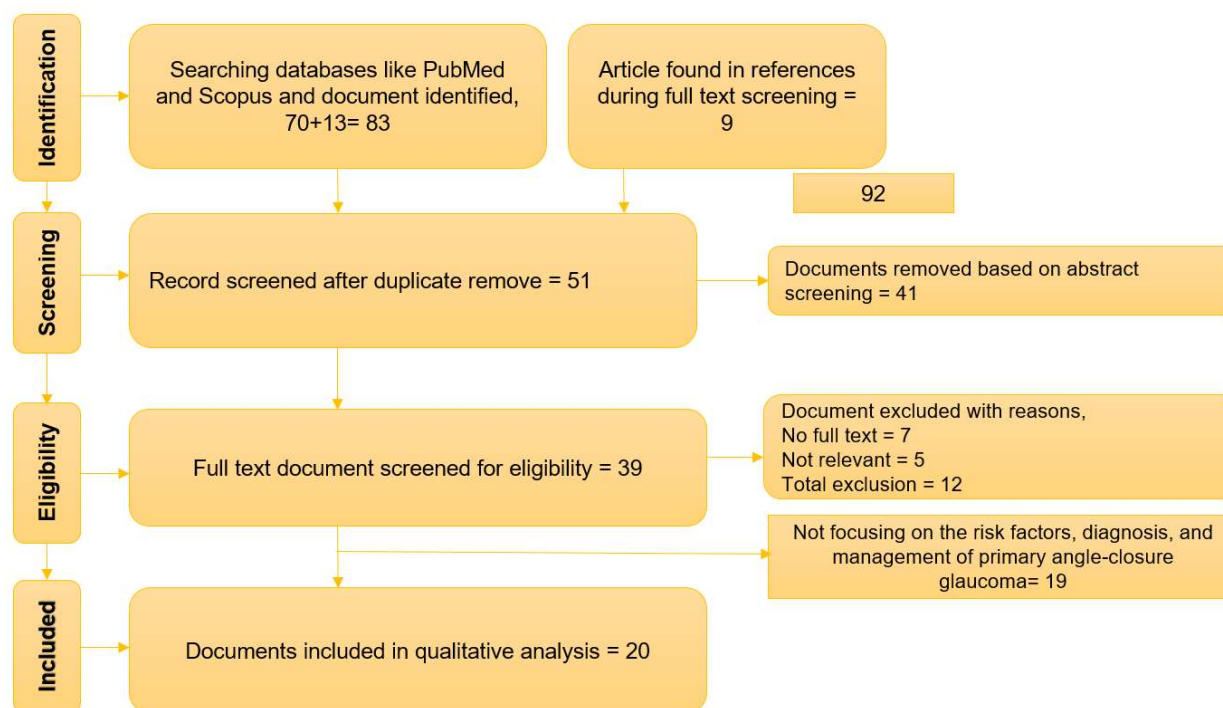 Identification
Searching databases like PubMed
and Scopus and document identified,
70+13= 83
Article found in references
during full text screening =
9
92
Screening
Record screened after duplicate remove = 51
Documents removed based on abstract
screening = 41
Eligibility
Full text document screened for eligibility = 39
Document excluded with reasons,
No full text = 7
Not relevant = 5
Total exclusion = 12
Not focusing on the risk factors, diagnosis, and
management of primary angle-closure
glaucoma= 19
Included
Documents included in qualitative analysis = 20